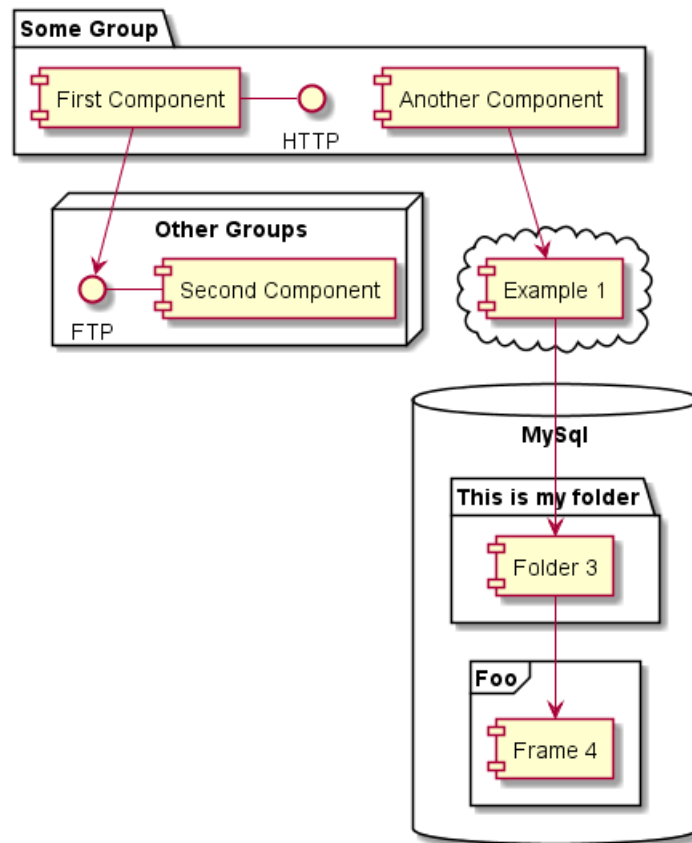 Some Group
First Component
HTTP
Another Component
Other Groups
FTP
Second Component
Example 1
MySql
This is my folder
Folder 3
Foo
Frame 4